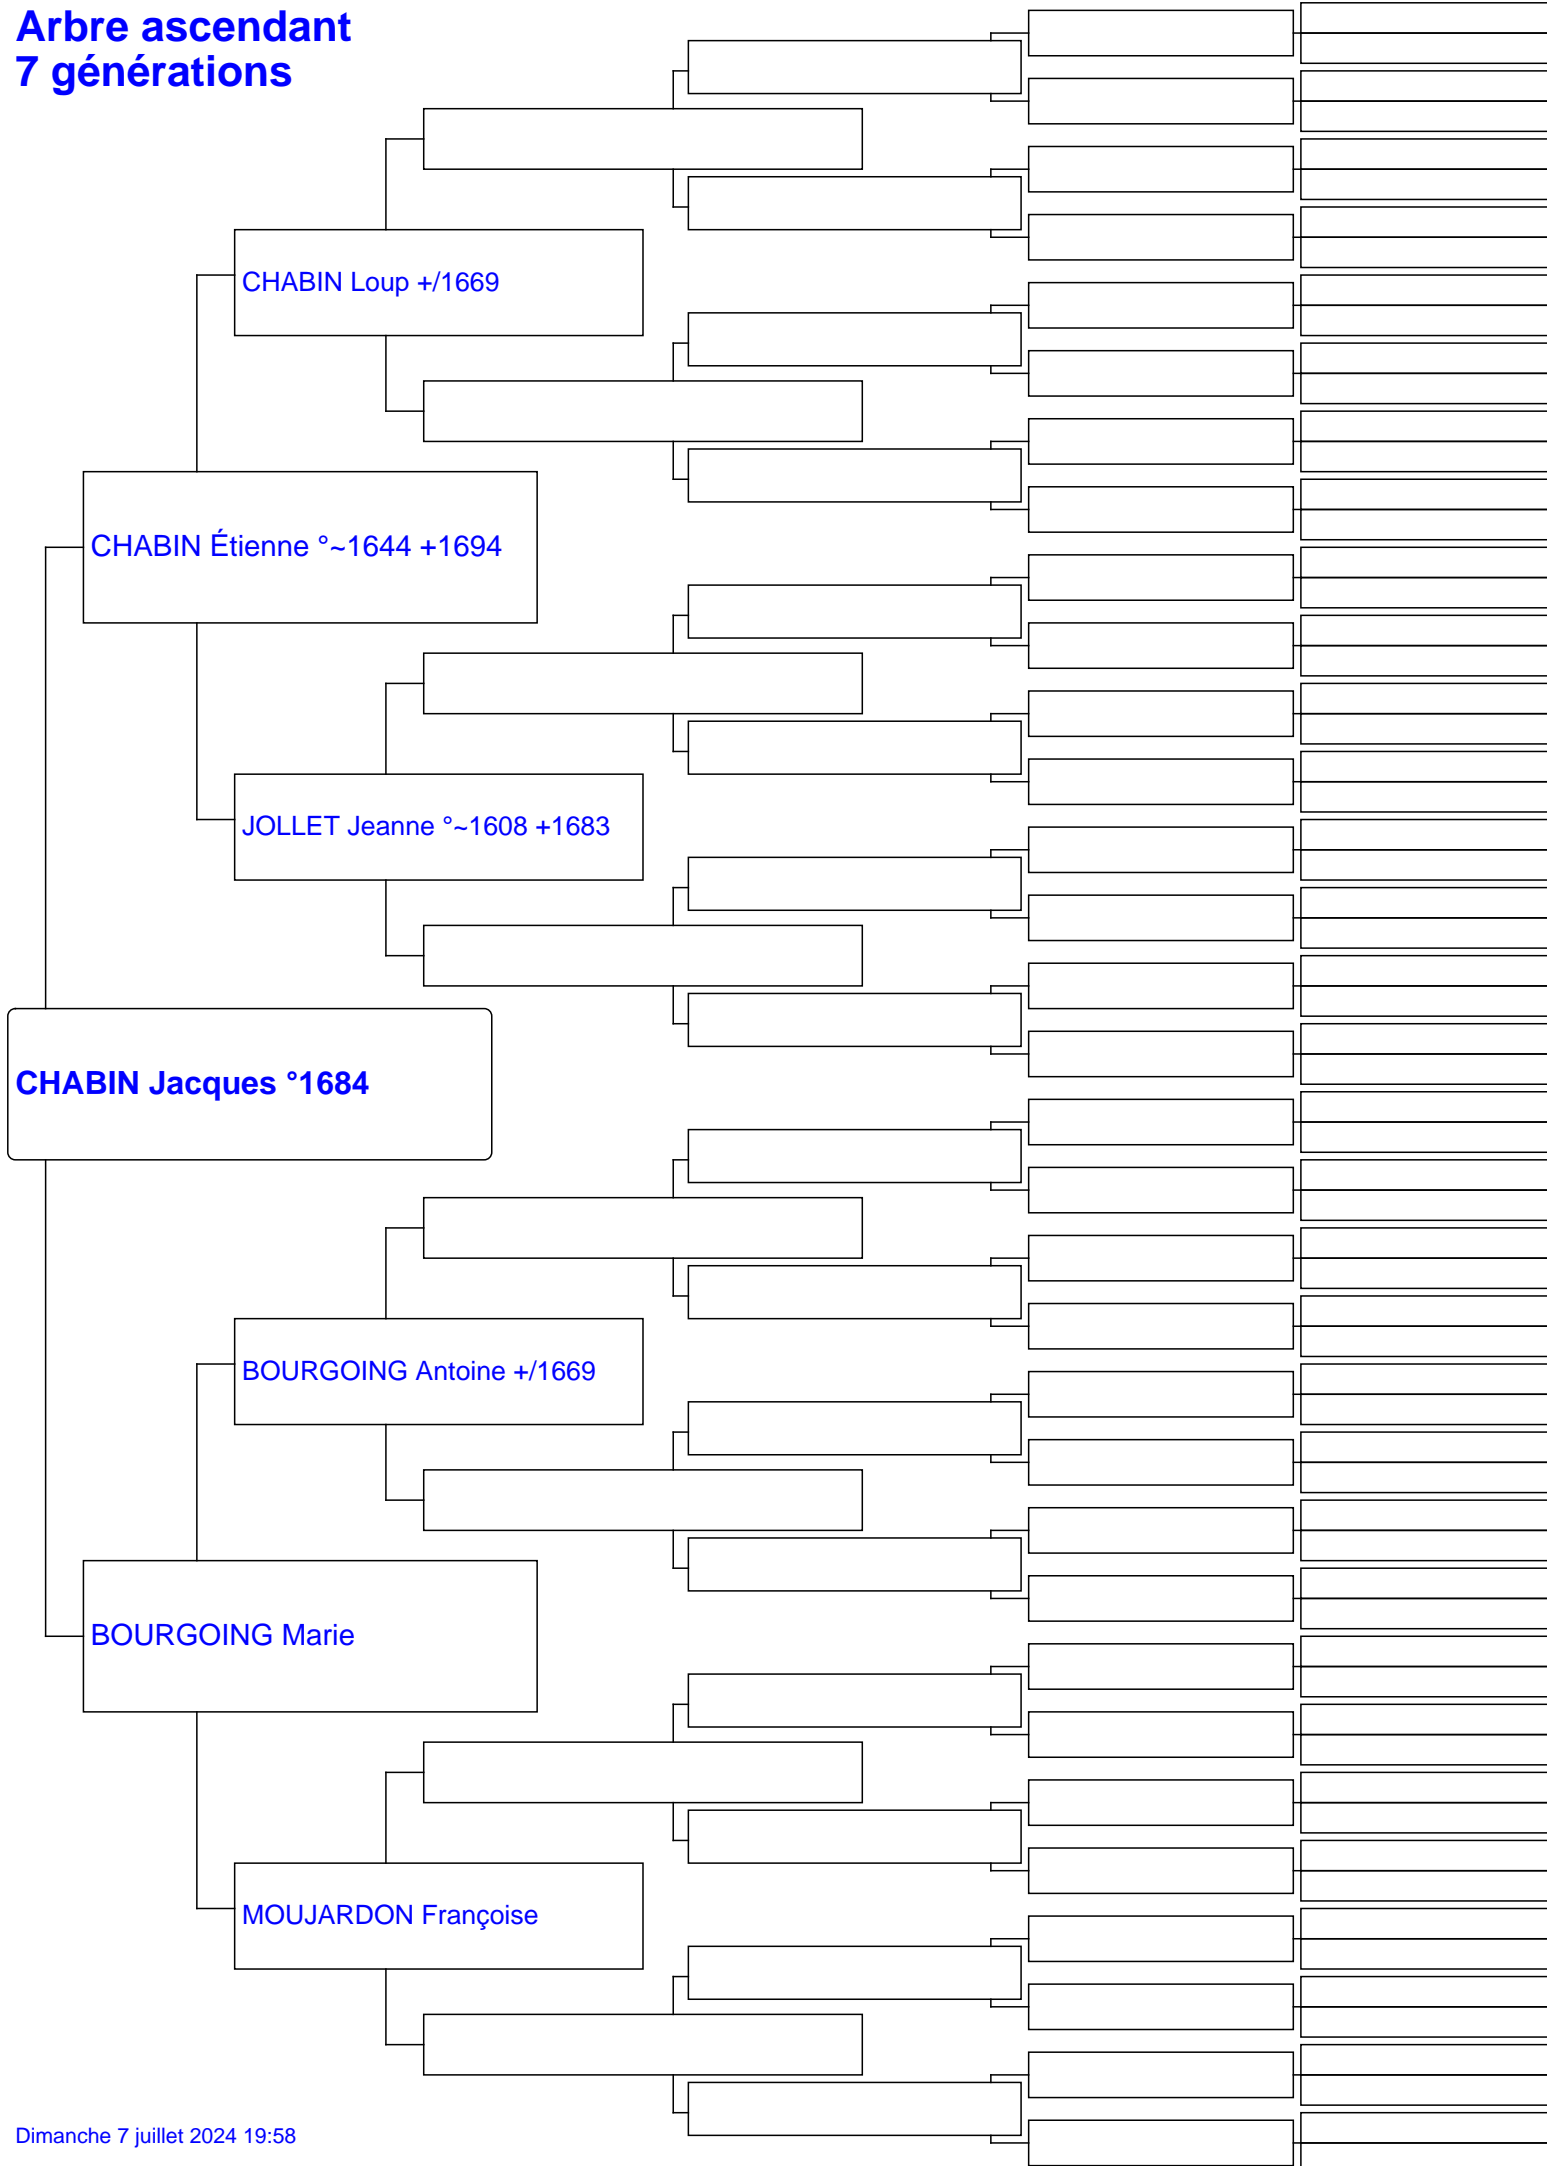 Arbre ascendant
7 générations
CHABIN Loup +/1669
CHABIN Étienne °~1644 +1694
JOLLET Jeanne °~1608 +1683
CHABIN Jacques °1684
BOURGOING Antoine +/1669
BOURGOING Marie
MOUJARDON Françoise
Dimanche 7 juillet 2024 19:58